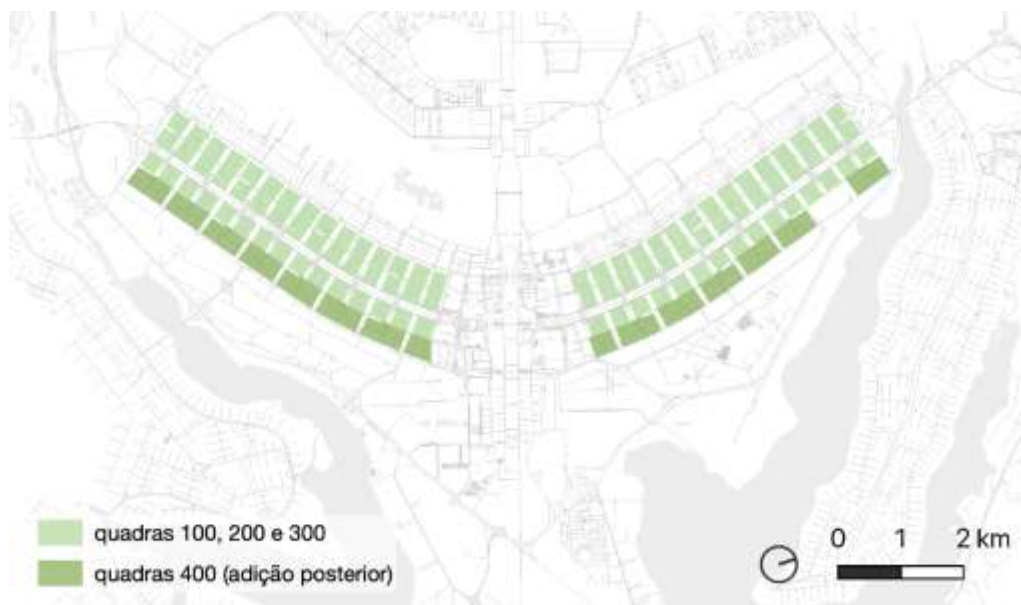 quadras 100, 200 e 300
quadras 400 (adição posterior)
0 1 2 km